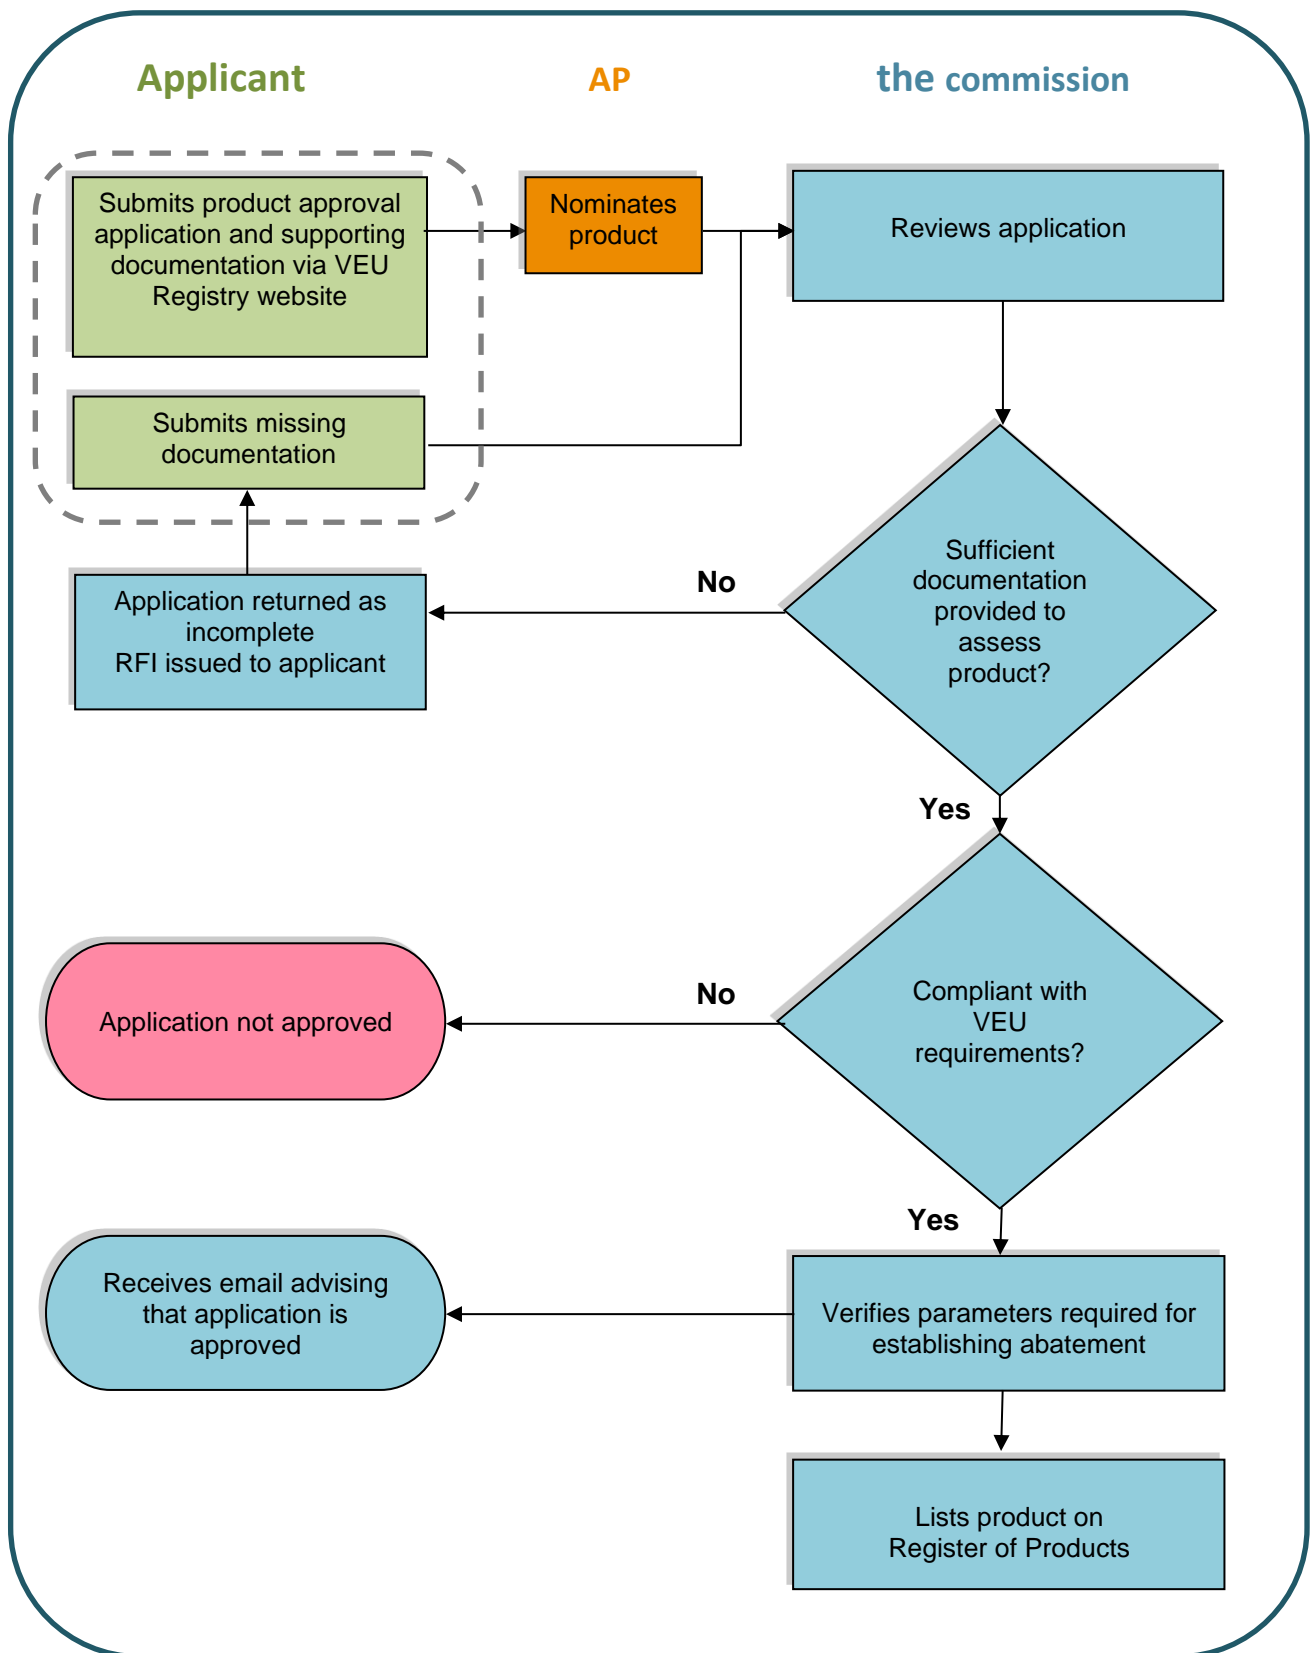 Applicant
AP
the commission
Submits product approval
application and supporting
documentation via VEU
Registry website
Nominates
product
Reviews application
Submits missing
documentation
Sufficient
documentation
provided to
assess
product?
No
Application returned as
incomplete
RFI issued to applicant
Yes
Compliant with
VEU
requirements?
No
Application not approved
Yes
Receives email advising
that application is
approved
Verifies parameters required for
establishing abatement
Lists product on
Register of Products